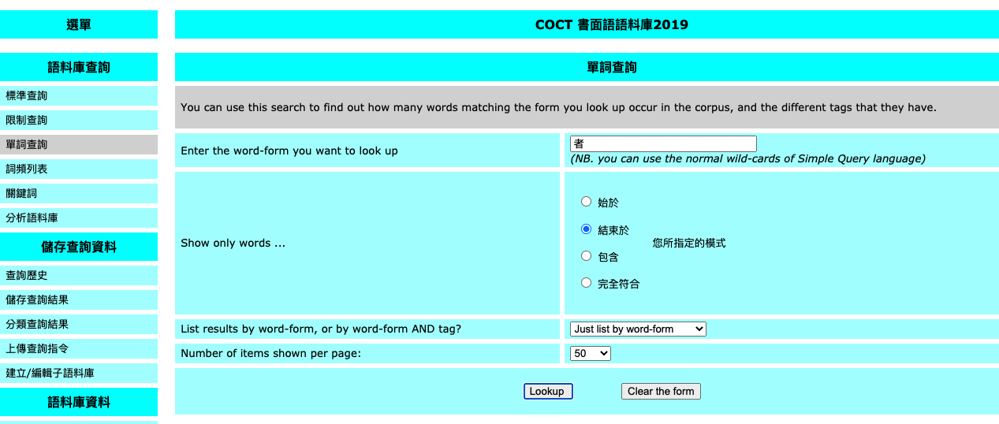 選單
COCT 書面語語料庫2019
語料庫查詢
單詞查詢
標準查詢
限制查詢
單詞查詢
詞頻列表
關鍵詞
分析語料庫
儲存查詢資料
查詢歷史
儲存查詢結果
分類查詢結果
上傳查詢指令
建立/編輯子語料庫
語料庫資料
You can use this search to find out how many words matching the form you look up occur in the corpus, and the different tags that they have.
Enter the word-form you want to look up
者
(NB. you can use the normal wild-cards of Simple Query language)
Show only words ...
始於
結束於
包含
完全符合
您所指定的模式
List results by word-form, or by word-form AND tag?
Just list by word-form
Number of items shown per page:
50
Lookup
Clear the form